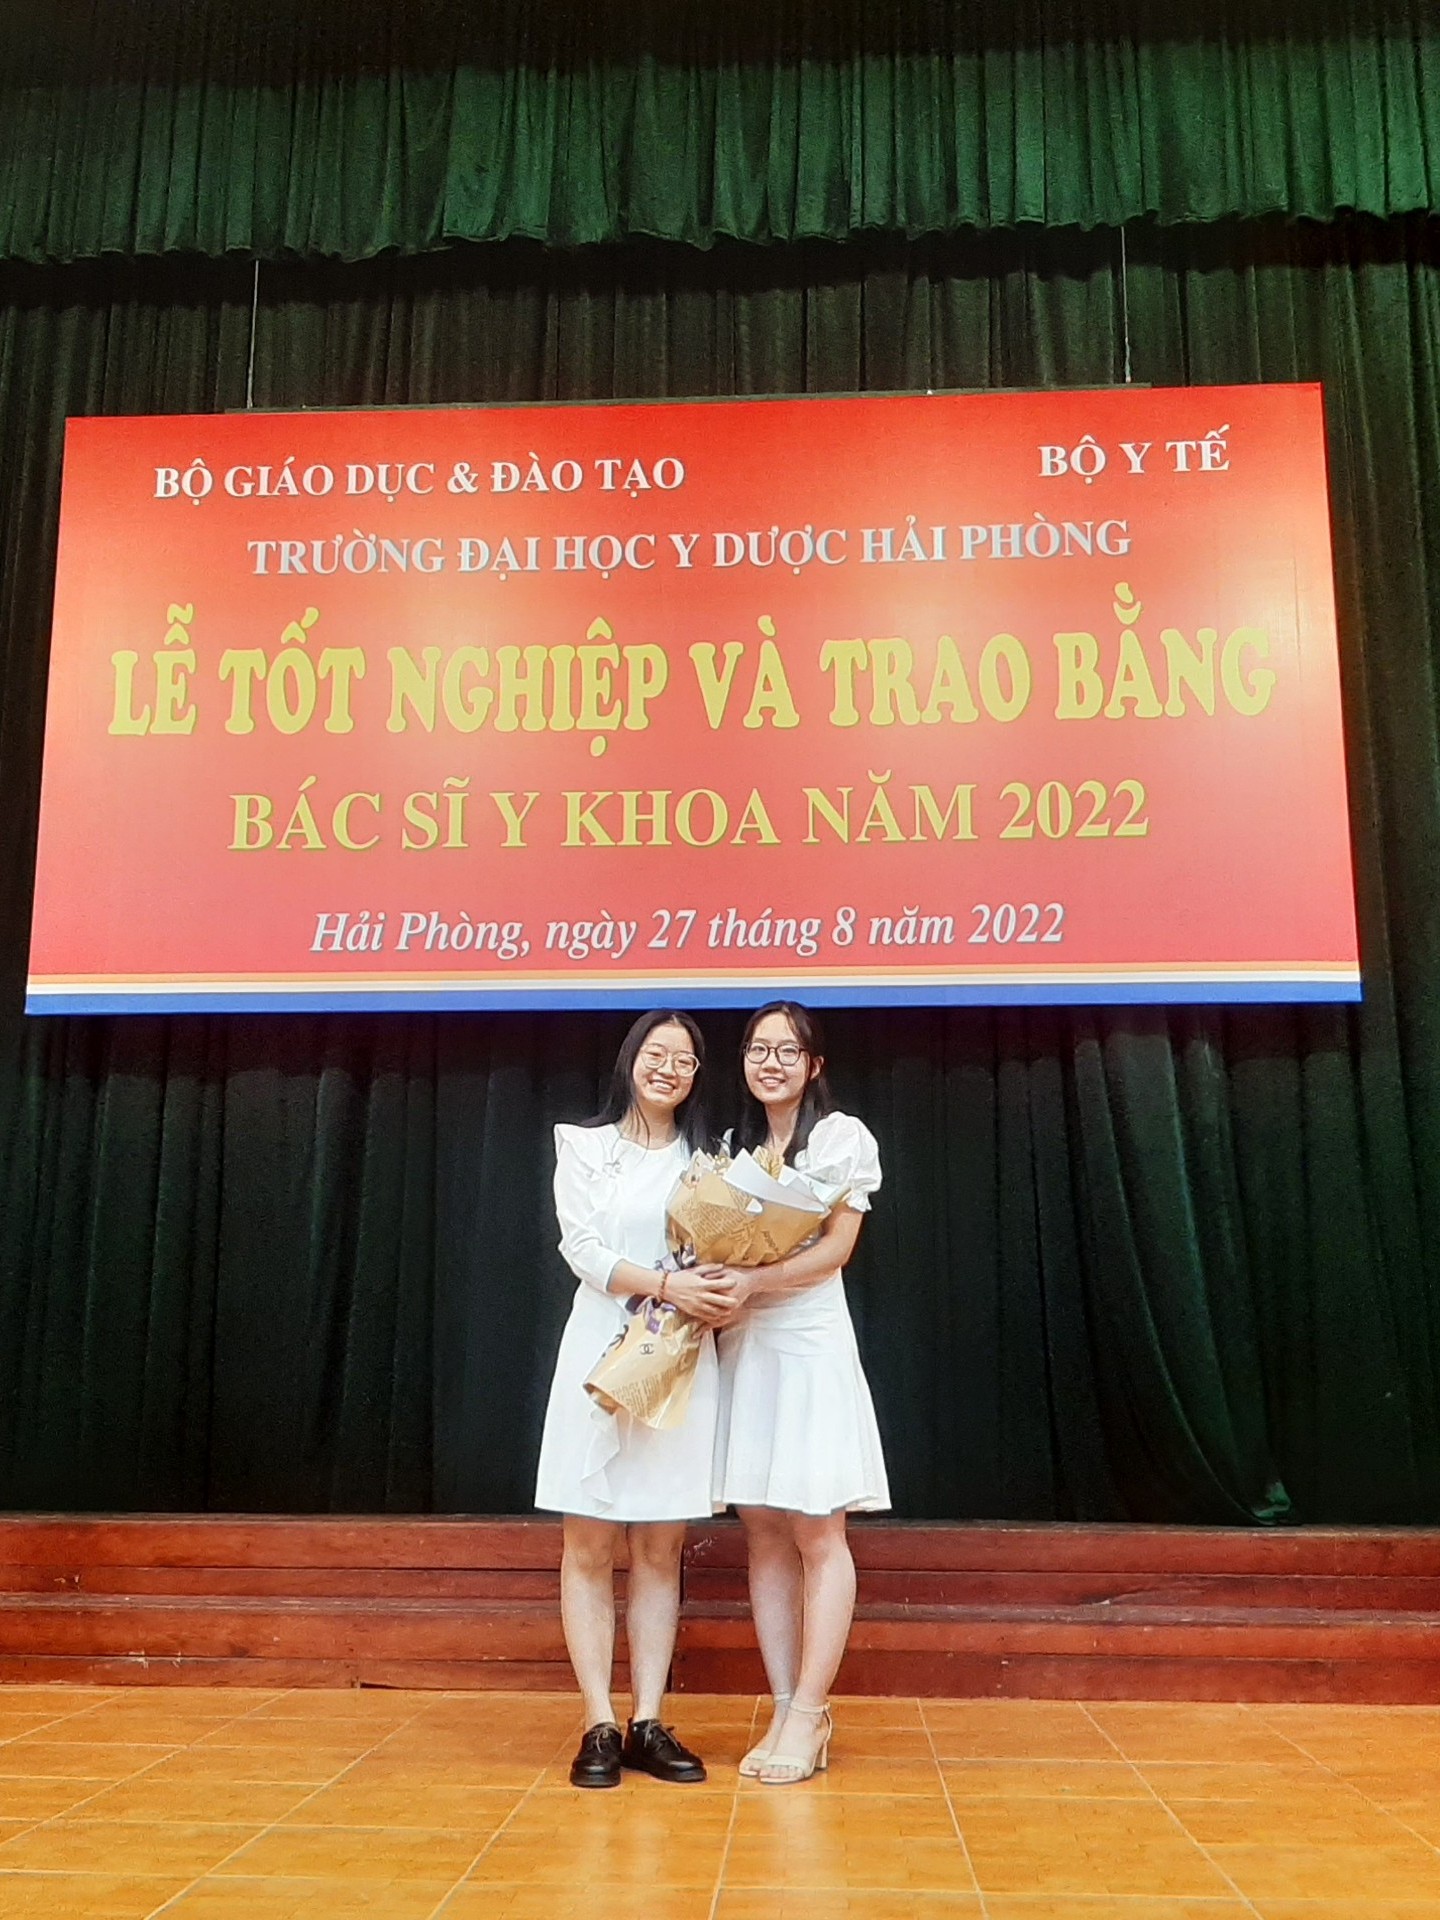 BỘ GIÁO DỤC & ĐÀO TẠO
BỘ Y TẾ
TRƯỜNG ĐẠI HỌC Y DƯỢC HẢI PHÒNG
LỄ TỐT NGHIỆP VÀ TRAO BẰNG
BÁC SĨ Y KHOA NĂM 2022
Hải Phòng, ngày 27 tháng 8 năm 2022